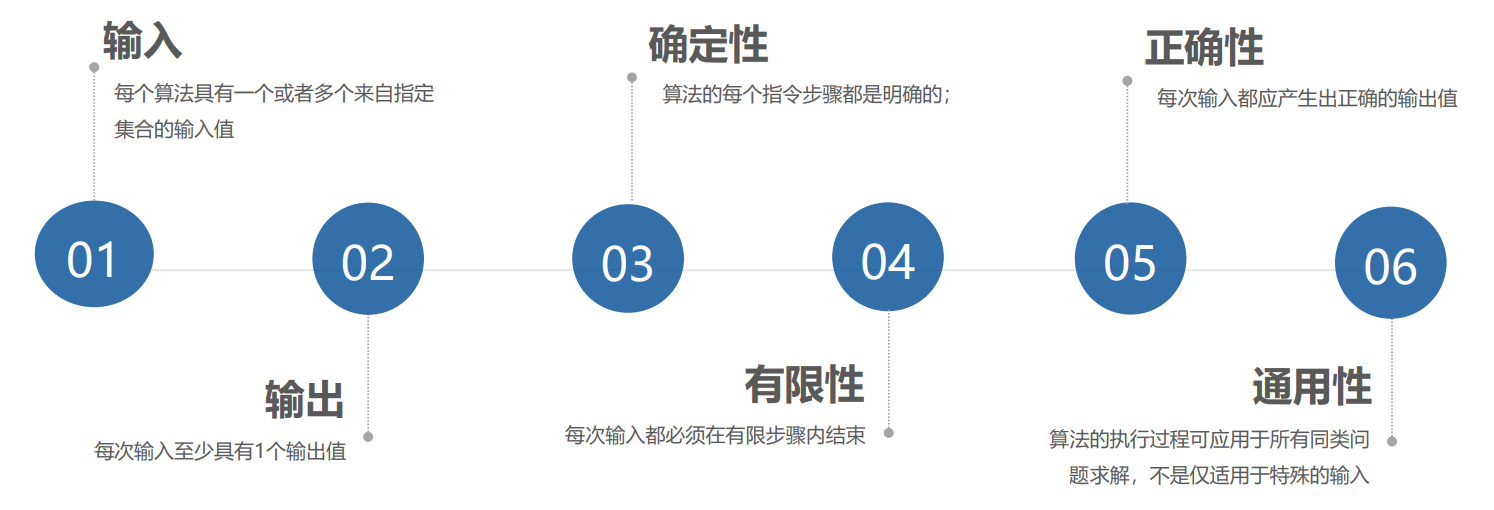 输入
每个算法具有一个或者多个来自指定
集合的输入值
确定性
算法的每个指令步骤都是明确的；
正确性
每次输入都应产生出正确的输出值
01
02
03
04
05
06
输出
每次输入至少具有1个输出值
有限性
每次输入都必须在有限步骤内结束
通用性
算法的执行过程可应用于所有同类问
题求解，不是仅适用于特殊的输入